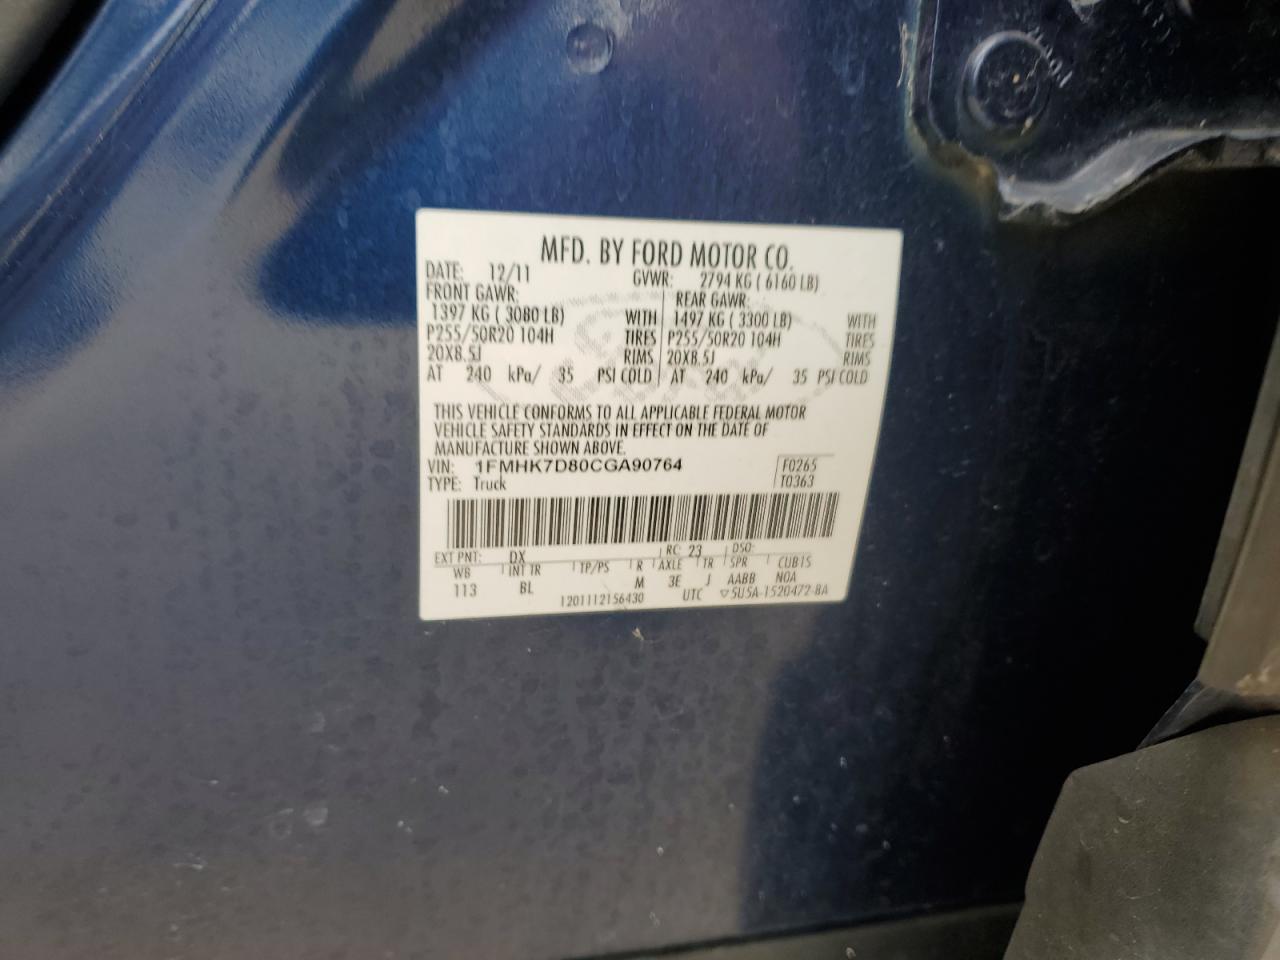 MFD. BY FORD MOTOR CO.
DATE: 12/11 GVWR: 2794 KG ( 6160 LB)
FRONT GAWR: REAR GAWR:
1397 KG ( 3080 LB) WITH 1497 KG ( 3300 LB) WITH
P255/50R20 104H TIRES P255/50R20 104H TIRES
20X8.5J RIMS 20X8.5J RIMS
AT 240 kPa/ 35 PSI COLD AT 240 kPa/ 35 PSI COLD
THIS VEHICLE CONFORMS TO ALL APPLICABLE FEDERAL MOTOR
VEHICLE SAFETY STANDARDS IN EFFECT ON THE DATE OF
MANUFACTURE SHOWN ABOVE.
VIN: 1FMHK7D80CGA90764 F0265
TYPE: Truck T0363
EXT PNT: DX RC: 23 DSO:
WB INT TR TP/PS R AXLE TR SPR CUB1S
113 BL M 3E J AABB N0A
1201112156430 UTC ▽5U5A-1520472-BA